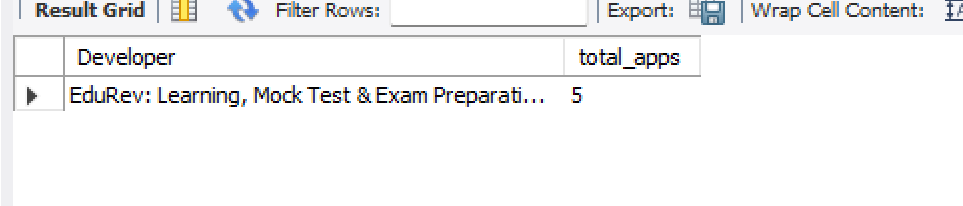 Result Grid Filter Rows: Export: Wrap Cell Content:
Developer total_apps
EduRev: Learning, Mock Test & Exam Preparati... 5